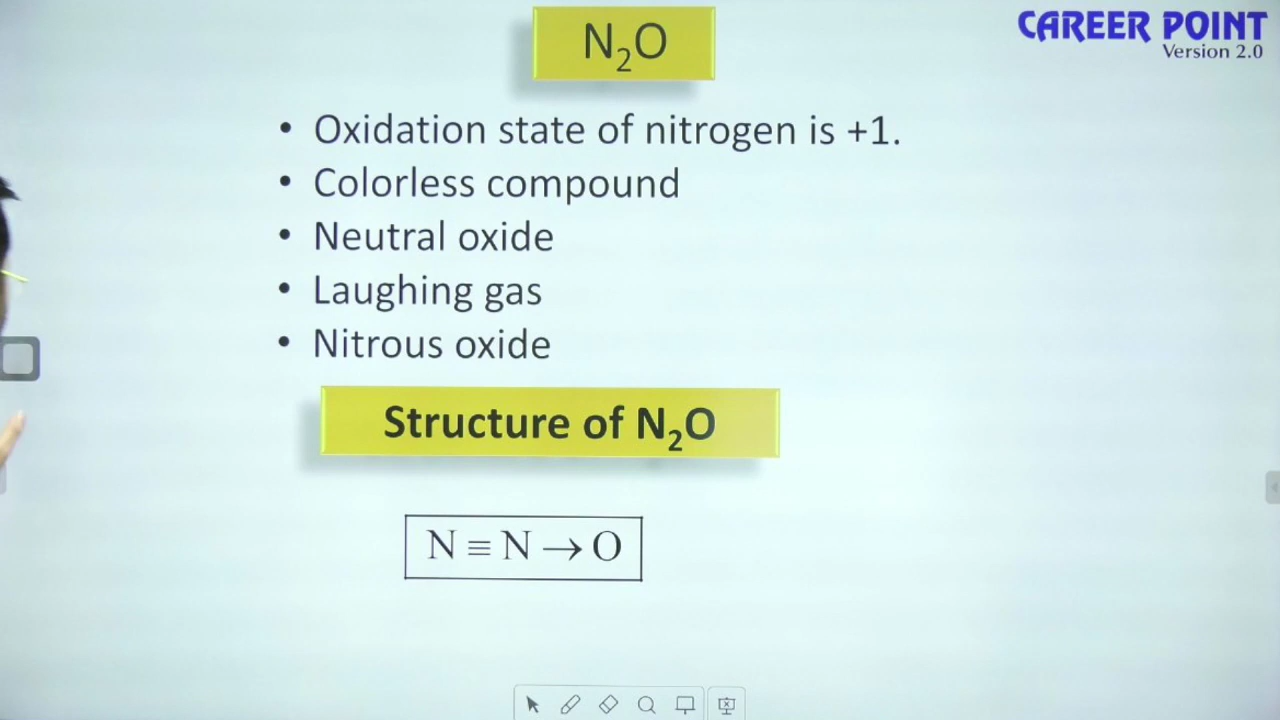 N₂O
CAREER POINT
Version 2.0
• Oxidation state of nitrogen is +1.
• Colorless compound
• Neutral oxide
• Laughing gas
• Nitrous oxide
Structure of N₂O
N ≡ N → O